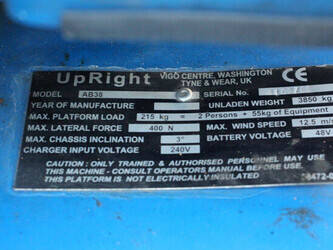 UpRight VIGO CENTRE, WASHINGTON
TYNE & WEAR, UK CE
MODEL AB38 SERIAL No.
YEAR OF MANUFACTURE UNLADEN WEIGHT 3850 kg
MAX. PLATFORM LOAD 215 kg = 2 Persons + 55kg of Equipment
MAX. LATERAL FORCE 400 N MAX. WIND SPEED 12.5 m/s
MAX. CHASSIS INCLINATION 3° BATTERY VOLTAGE 48V
CHARGER INPUT VOLTAGE 240V
CAUTION : ONLY TRAINED & AUTHORISED PERSONNEL MAY USE
THIS MACHINE - CONSULT OPERATORS MANUAL BEFORE USE.
THIS PLATFORM IS NOT ELECTRICALLY INSULATED